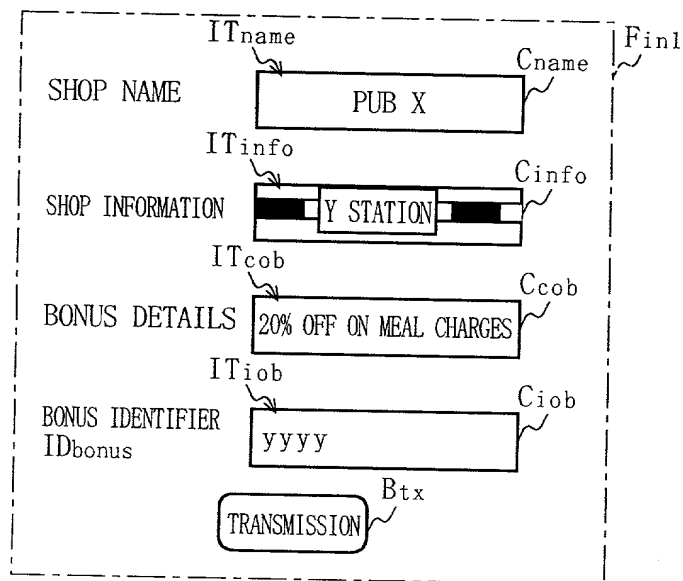 ITname
Cname
Fin1
SHOP NAME
PUB X
ITinfo
Cinfo
SHOP INFORMATION
Y STATION
ITcob
Ccob
BONUS DETAILS
20% OFF ON MEAL CHARGES
ITiob
Ciob
BONUS IDENTIFIER
IDbonus
yyyy
Btx
TRANSMISSION